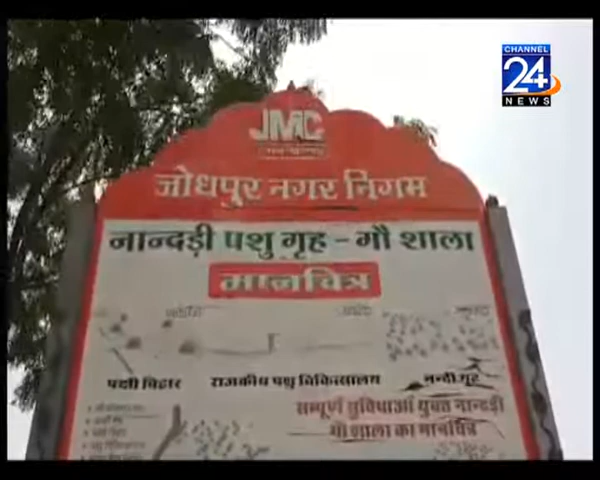 CHANNEL
24
NEWS
JMC
जोधपुर नगर निगम
नान्दड़ी पशु गृह - गौ शाला
मानचित्र
पक्षी विहार राजकीय पशु चिकित्सालय नन्दी गृह
सम्पूर्ण सुविधाओं युक्त नान्दड़ी
गौ शाला का मानचित्र